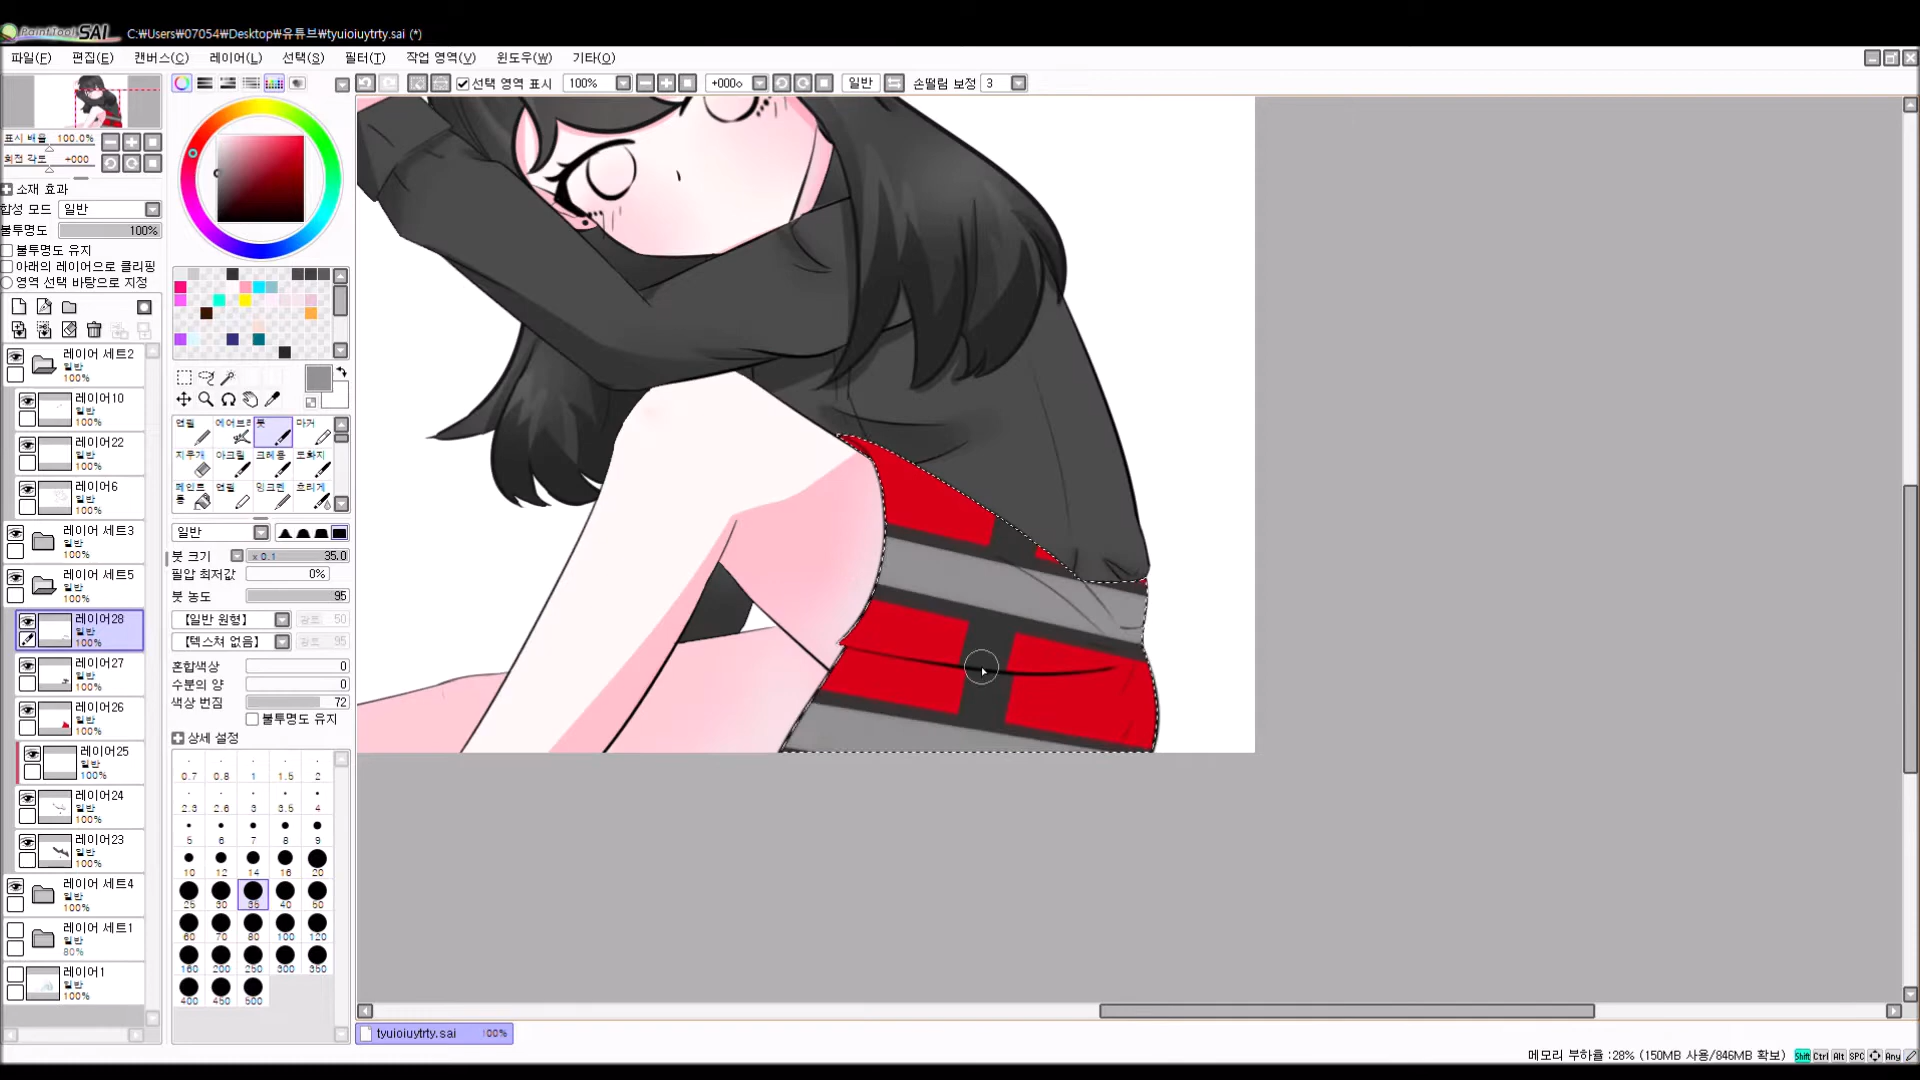 PaintTool SAI C:\Users\07054\Desktop\유튜브\tyuioiuytrty.sai (*)
파일(F) 편집(E) 캔버스(C) 레이어(L) 선택(S) 필터(T) 작업 영역(V) 윈도우(W) 기타(O)
선택 영역 표시 100% +000◇ 일반 손떨림 보정 3
표시 배율 100.0%
회전 각도 +000
소재 효과
합성 모드 일반
불투명도 100%
불투명도 유지
아래의 레이어으로 클리핑
영역 선택 바탕으로 지정
레이어 세트2
일반
100%
레이어10
일반
100%
레이어22
일반
100%
레이어6
일반
100%
레이어 세트3
일반
100%
레이어 세트5
일반
100%
레이어28
일반
100%
레이어27
일반
100%
레이어26
일반
100%
레이어25
일반
100%
레이어24
일반
100%
레이어23
일반
100%
레이어 세트4
일반
100%
레이어 세트1
일반
80%
레이어1
일반
100%
연필 에어브러 붓 마커
지우개 아크릴 크레용 도화지
페인트통 연필 잉크펜 흐리게
일반
붓 크기 x 0.1 35.0
필압 최저값 0%
붓 농도 95
【일반 원형】 광토 50
【텍스쳐 없음】 광토 95
혼합색상 0
수분의 양 0
색상 번짐 72
불투명도 유지
상세 설정
0.7 0.8 1 1.5 2
2.3 2.6 3 3.5 4
5 6 7 8 9
10 12 14 16 20
25 30 35 40 50
60 70 80 100 120
160 200 250 300 350
400 450 500
tyuioiuytrty.sai 100%
메모리 부하율 :28% (150MB 사용/846MB 확보) Shift Ctrl Alt SPC Any